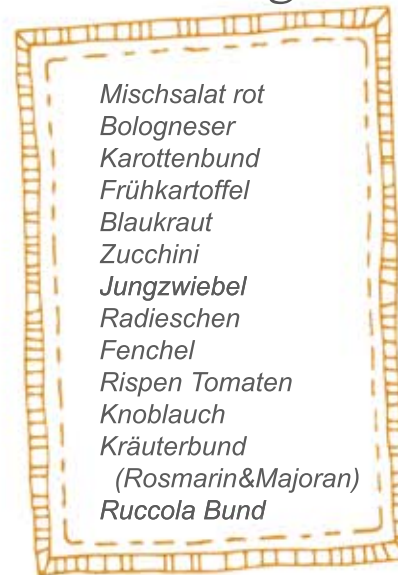 Mischsalat rot
Bologneser
Karottenbund
Frühkartoffel
Blaukraut
Zucchini
Jungzwiebel
Radieschen
Fenchel
Rispen Tomaten
Knoblauch
Kräuterbund
(Rosmarin&Majoran)
Ruccola Bund